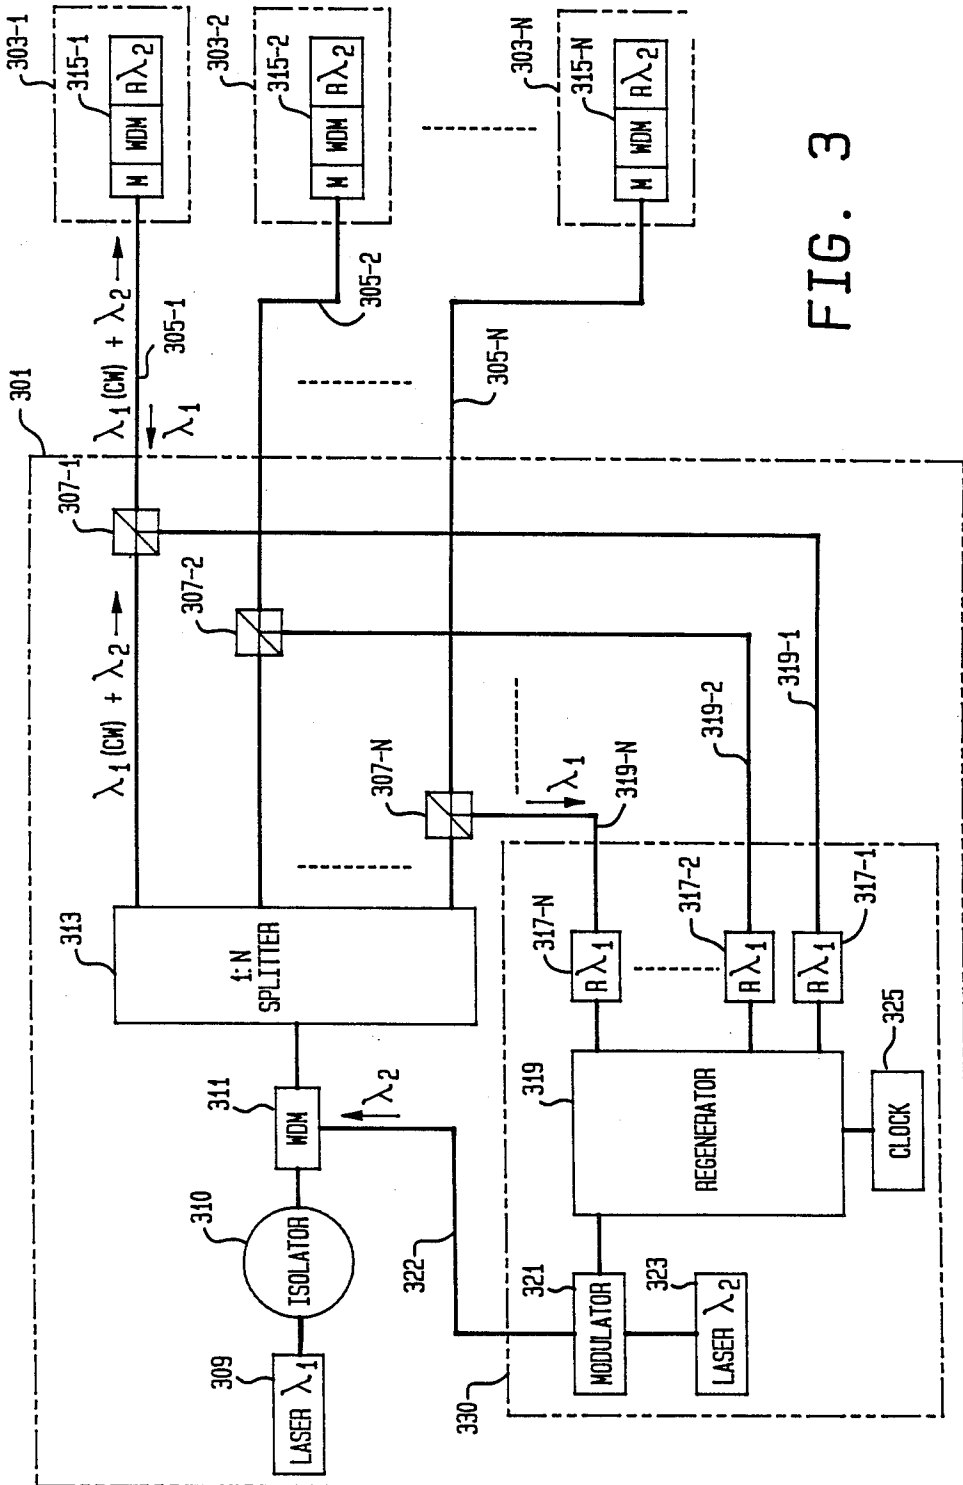 301
303-1
315-1
M WDM Rλ2
303-2
315-2
M WDM Rλ2
303-N
315-N
M WDM Rλ2
λ1(CW) + λ2 →
305-1
← λ1
305-2
305-N
307-1
λ1(CW) + λ2 →
307-2
307-N
λ1
319-N
319-2
319-1
313
1:N
SPLITTER
311
WDM
λ2
310
ISOLATOR
309
LASER λ1
322
330
317-N
Rλ1
317-2
Rλ1
317-1
Rλ1
319
REGENERATOR
325
CLOCK
321
MODULATOR
323
LASER λ2
FIG. 3